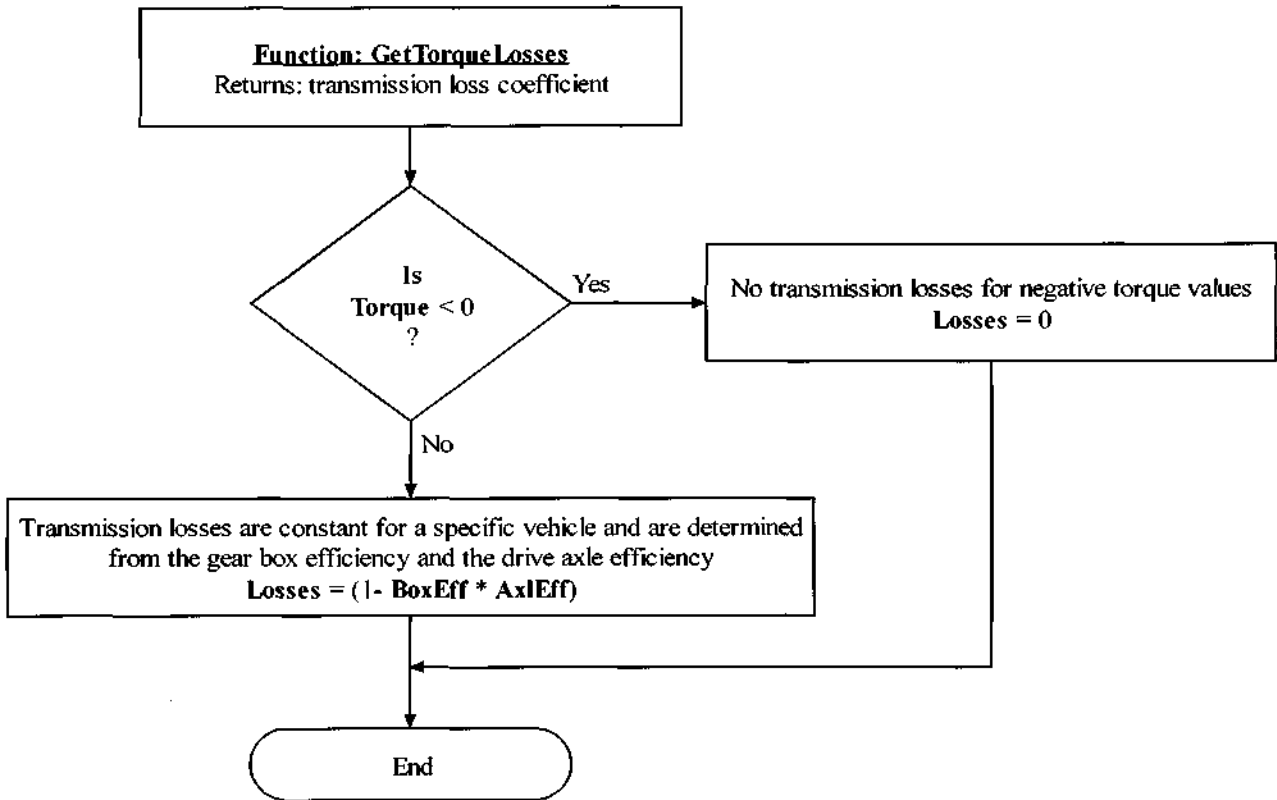 Function: GetTorqueLosses
Returns: transmission loss coefficient
Is
Torque < 0
?
Yes
No transmission losses for negative torque values
Losses = 0
No
Transmission losses are constant for a specific vehicle and are determined
from the gear box efficiency and the drive axle efficiency
Losses = (1- BoxEff * AxlEff)
End